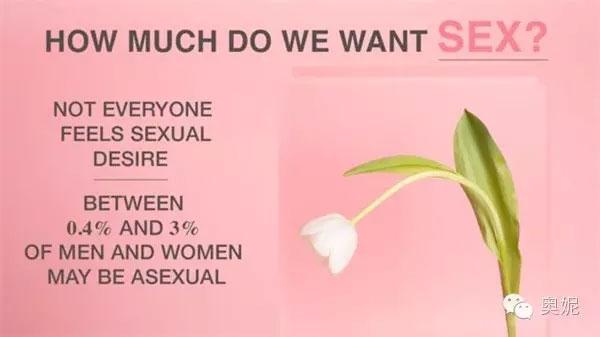 HOW MUCH DO WE WANT SEX?
NOT EVERYONE
FEELS SEXUAL
DESIRE
BETWEEN
0.4% AND 3%
OF MEN AND WOMEN
MAY BE ASEXUAL
奥妮